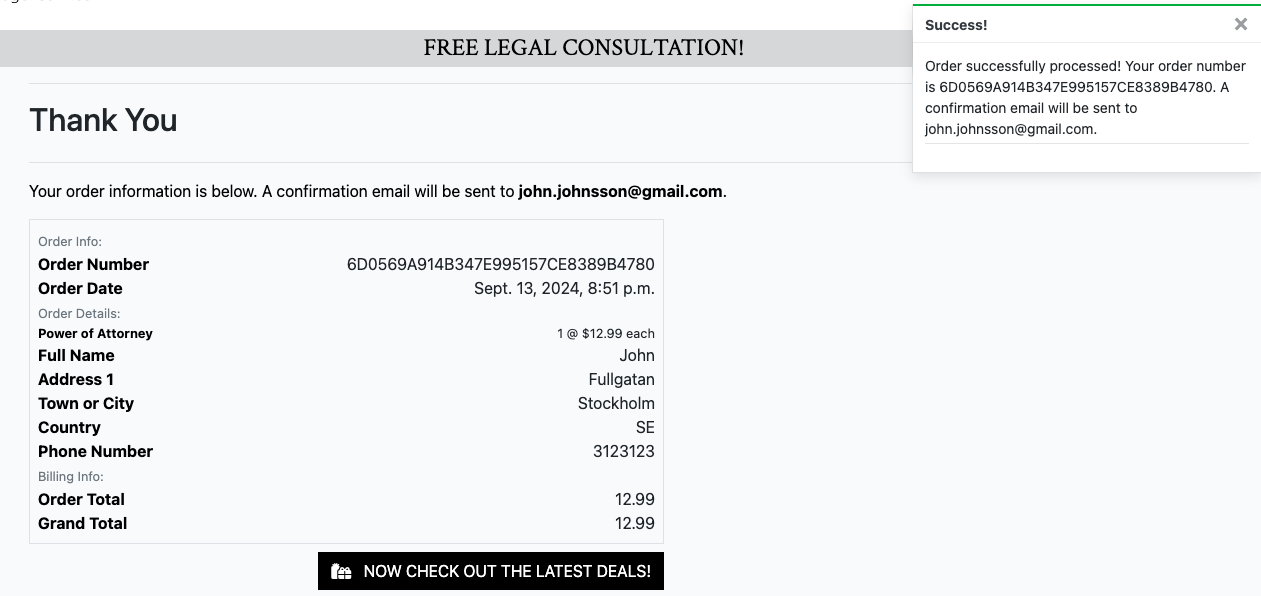 FREE LEGAL CONSULTATION!
Success!
Order successfully processed! Your order number
is 6D0569A914B347E995157CE8389B4780. A
confirmation email will be sent to
john.johnsson@gmail.com.
Thank You
Your order information is below. A confirmation email will be sent to john.johnsson@gmail.com.
Order Info:
Order Number 6D0569A914B347E995157CE8389B4780
Order Date Sept. 13, 2024, 8:51 p.m.
Order Details:
Power of Attorney 1 @ $12.99 each
Full Name John
Address 1 Fullgatan
Town or City Stockholm
Country SE
Phone Number 3123123
Billing Info:
Order Total 12.99
Grand Total 12.99
NOW CHECK OUT THE LATEST DEALS!